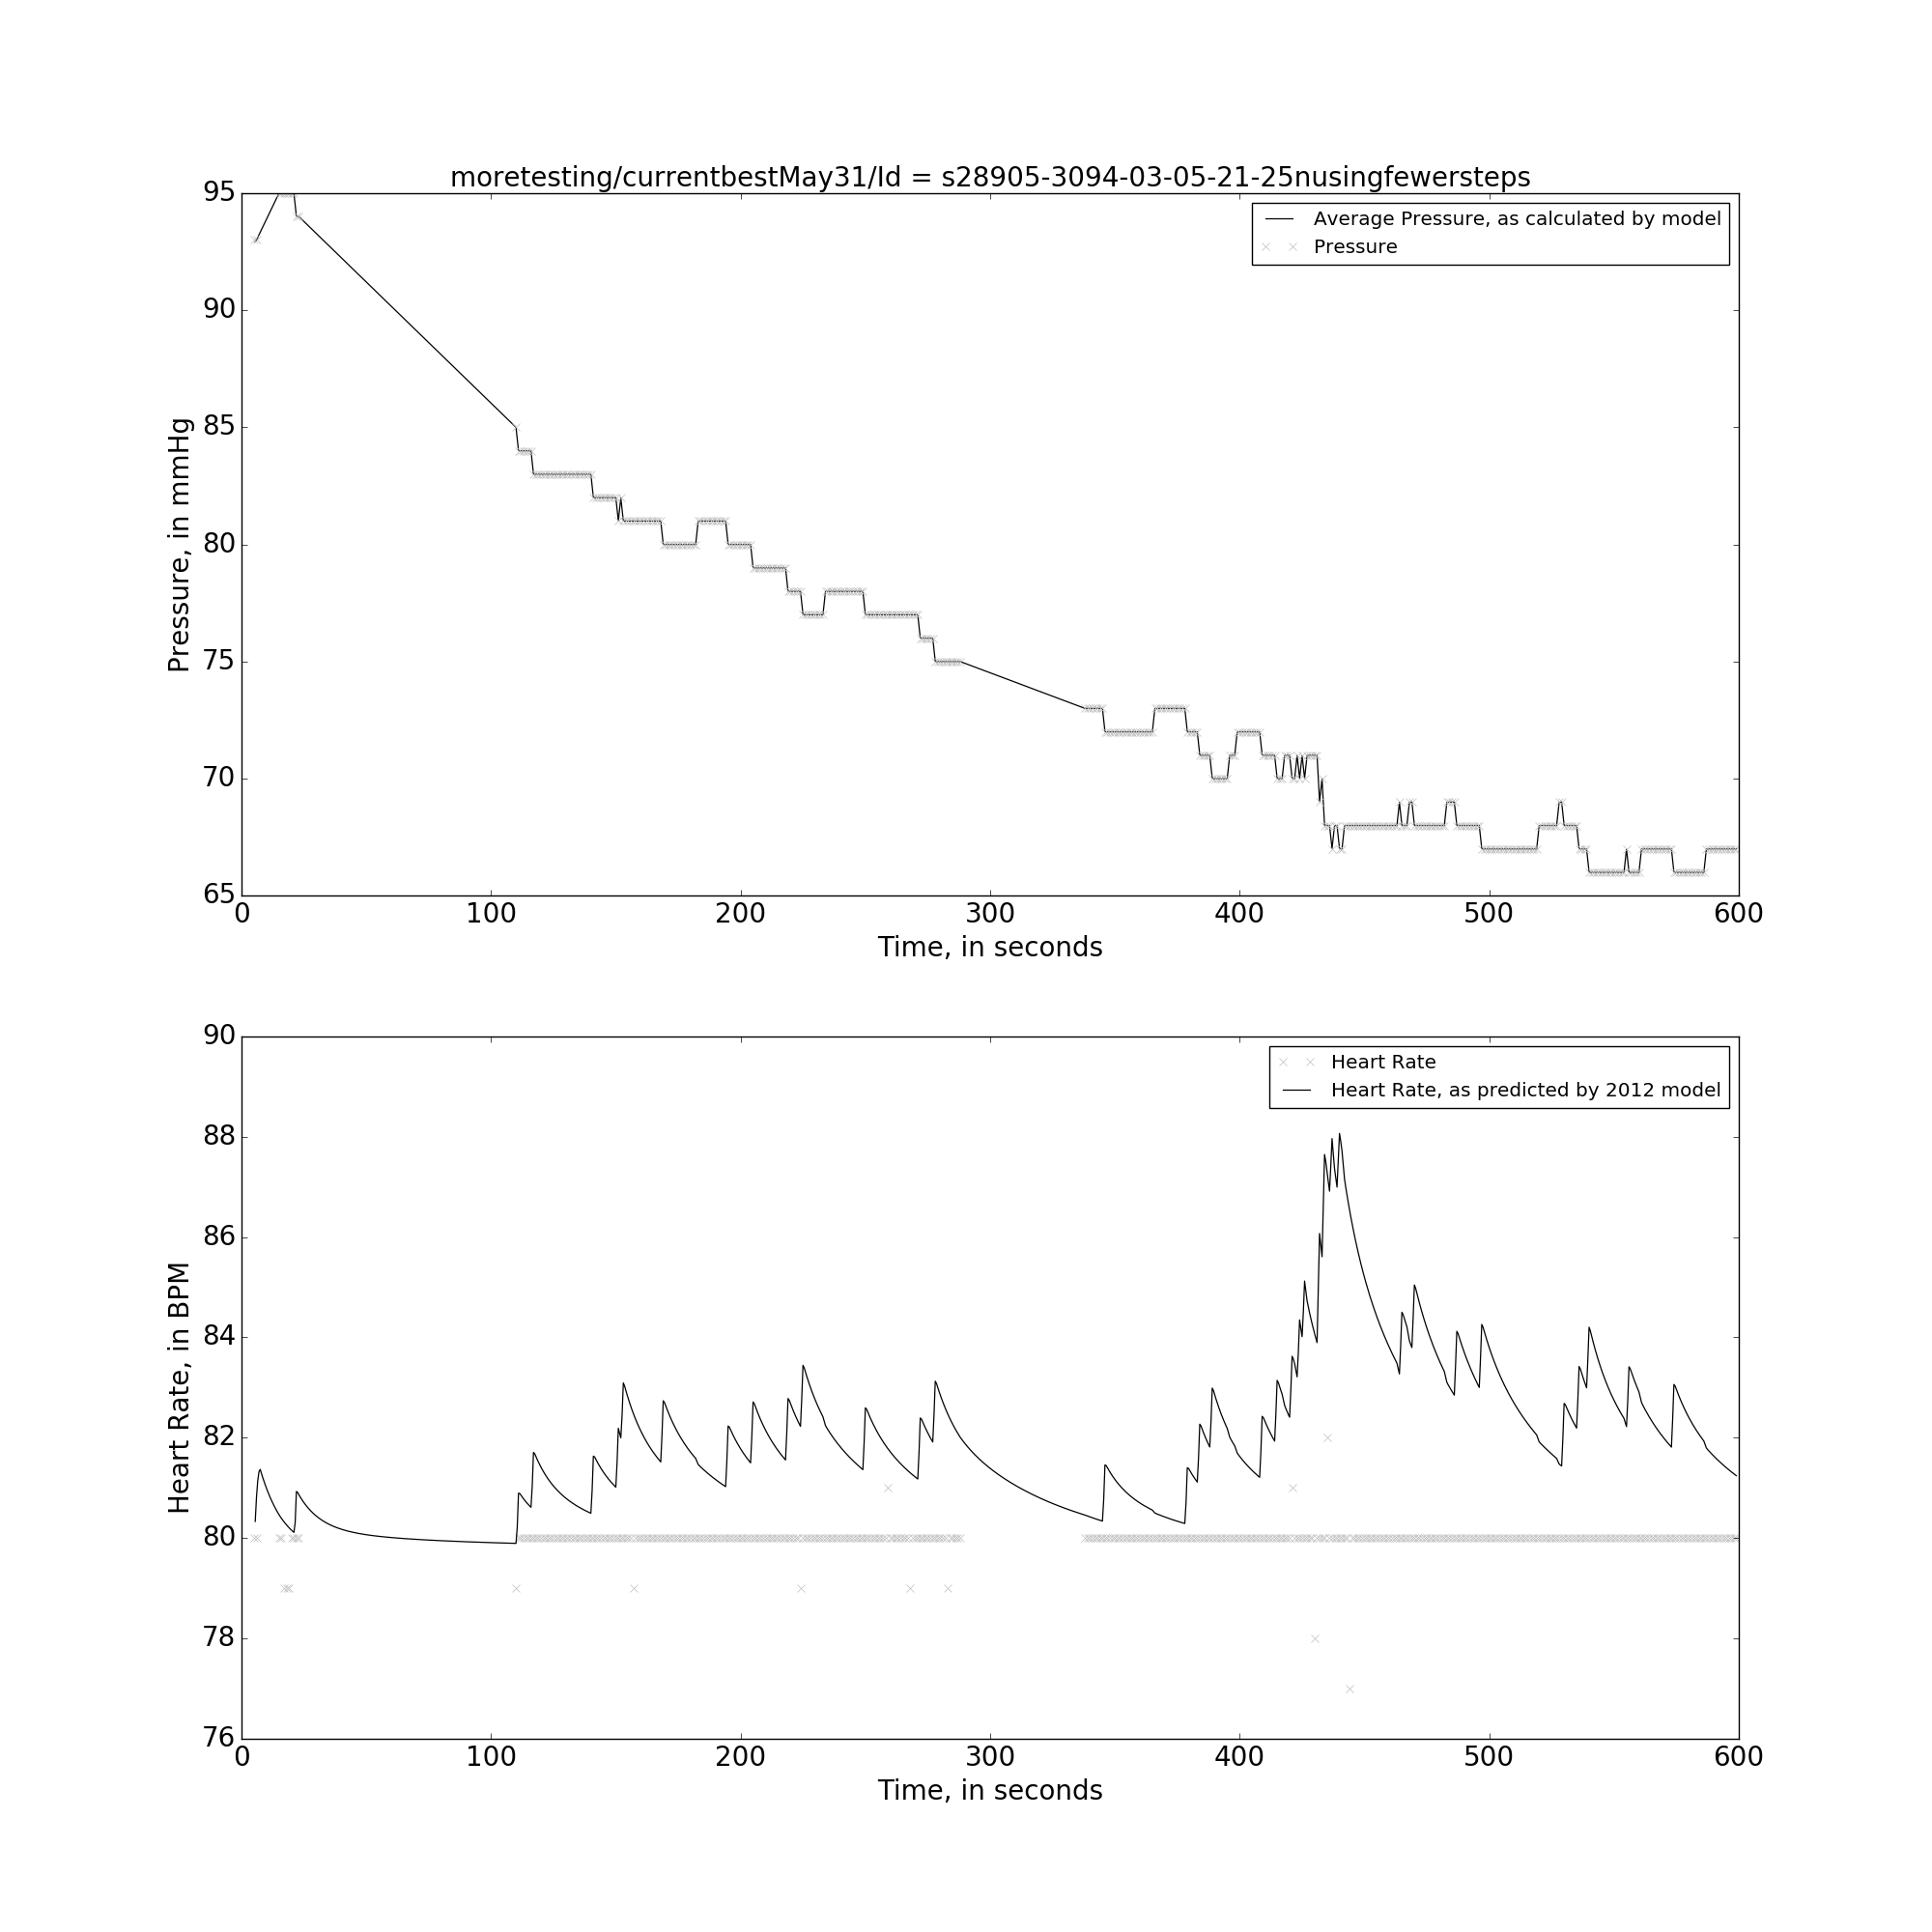 moretesting/currentbestMay31/Id = s28905-3094-03-05-21-25nusingfewersteps
95
90
85
80
75
70
65
Pressure, in mmHg
Average Pressure, as calculated by model
Pressure
0 100 200 300 400 500 600
Time, in seconds
90
88
86
84
82
80
78
76
Heart Rate, in BPM
Heart Rate
Heart Rate, as predicted by 2012 model
0 100 200 300 400 500 600
Time, in seconds